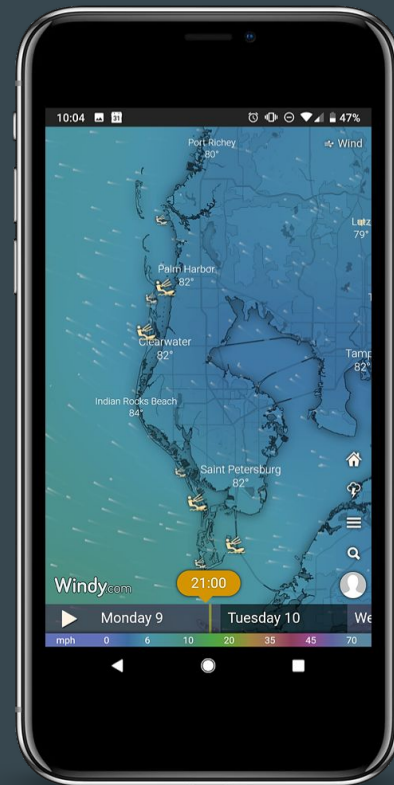 10:04 31 47%
Port Richey
80°
Wind
Lutz
79°
Palm Harbor
82°
Clearwater
82°
Tamp
82°
Indian Rocks Beach
84°
Saint Petersburg
82°
Windy.com
21:00
Monday 9 Tuesday 10 We
mph 0 6 10 20 35 45 70